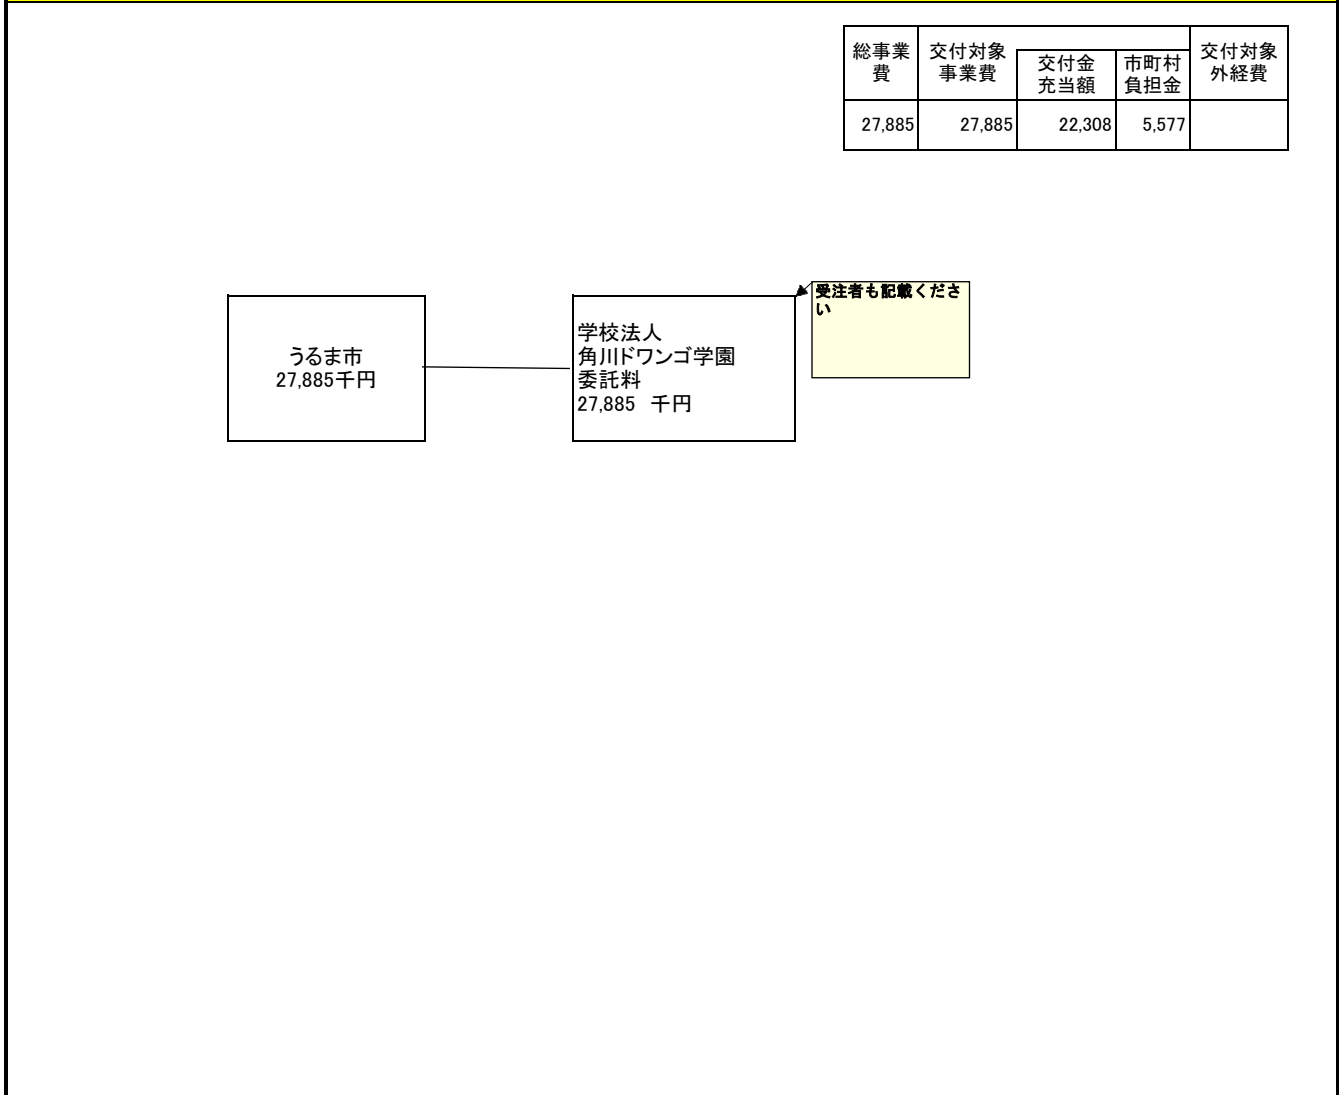 総事業
費
交付対象
事業費
交付金
充当額
市町村
負担金
交付対象
外経費
27,885
27,885
22,308
5,577
うるま市
27,885千円
学校法人
角川ドワンゴ学園
委託料
27,885 千円
受注者も記載くださ
い